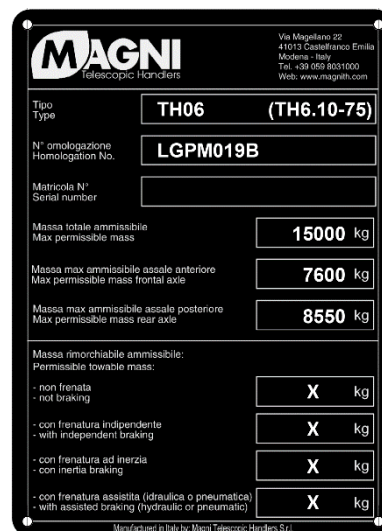 MAGNI
Telescopic Handlers
Via Magellano 22
41013 Castelfranco Emilia
Modena - Italy
Tel. +39 059 8031000
Web: www.magnith.com
Tipo
Type
TH06 (TH6.10-75)
N° omologazione
Homologation No.
LGPM019B
Matricola N°
Serial number
Massa totale ammissibile
Max permissible mass
15000 kg
Massa max ammissibile assale anteriore
Max permissible mass frontal axle
7600 kg
Massa max ammissibile assale posteriore
Max permissible mass rear axle
8550 kg
Massa rimorchiabile ammissibile:
Permissible towable mass:
- non frenata
- not braking
X kg
- con frenatura indipendente
- with independent braking
X kg
- con frenatura ad inerzia
- con inertia braking
X kg
- con frenatura assistita (idraulica o pneumatica)
- with assisted braking (hydraulic or pneumatic)
X kg
Manufactured in Italy by: Magni Telescopic Handlers S.r.l.